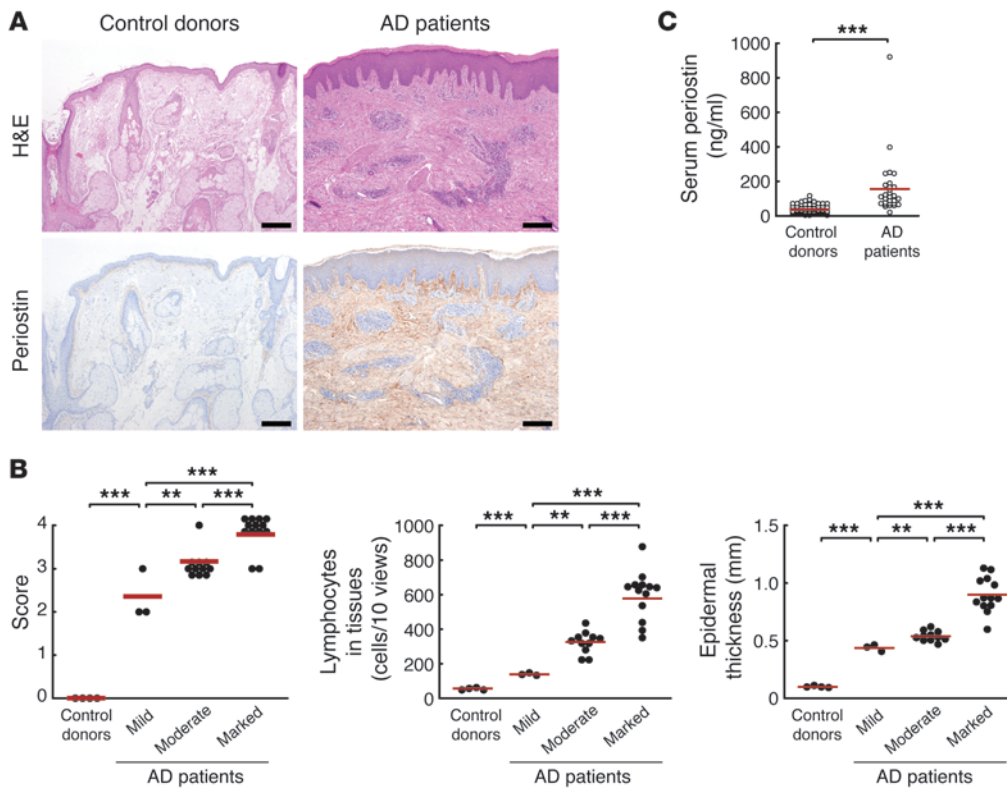 A
Control donors
AD patients
H&E
Periostin
C
***
Serum periostin
(ng/ml)
1000
800
600
400
200
0
Control
donors
AD
patients
B
***
***
**
***
Score
4
3
2
1
0
Control
donors
Mild
Moderate
Marked
AD patients
***
***
**
***
Lymphocytes
in tissues
(cells/10 views)
1000
800
600
400
200
0
Control
donors
Mild
Moderate
Marked
AD patients
***
***
**
***
Epidermal
thickness (mm)
1.5
1.0
0.5
0
Control
donors
Mild
Moderate
Marked
AD patients